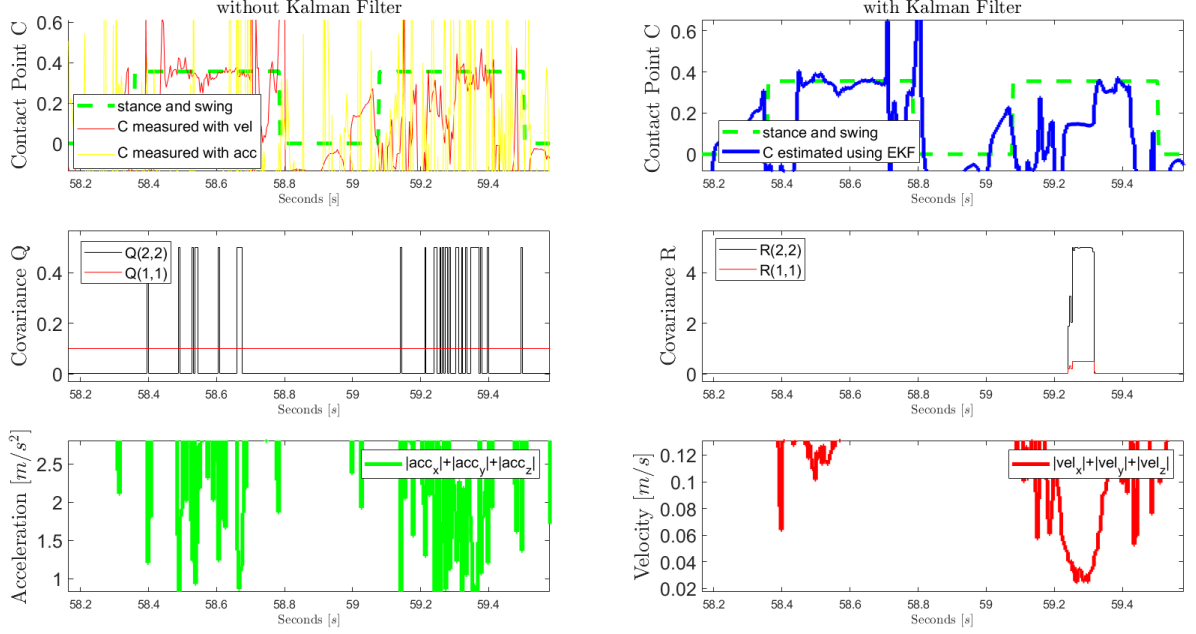 without Kalman Filter
Contact Point C
0.6
0.4
0.2
0
stance and swing
C measured with vel
C measured with acc
58.2 58.4 58.6 58.8 59 59.2 59.4
Seconds [s]
with Kalman Filter
Contact Point C
0.6
0.4
0.2
0
stance and swing
C estimated using EKF
58.2 58.4 58.6 58.8 59 59.2 59.4
Seconds [s]
Covariance Q
0.4
0.2
0
Q(2,2)
Q(1,1)
58.2 58.4 58.6 58.8 59 59.2 59.4
Seconds [s]
Covariance R
4
2
0
R(2,2)
R(1,1)
58.2 58.4 58.6 58.8 59 59.2 59.4
Seconds [s]
Acceleration [m/s²]
2.5
2
1.5
1
|acc_x|+|acc_y|+|acc_z|
58.2 58.4 58.6 58.8 59 59.2 59.4
Seconds [s]
Velocity [m/s]
0.12
0.1
0.08
0.06
0.04
0.02
|vel_x|+|vel_y|+|vel_z|
58.2 58.4 58.6 58.8 59 59.2 59.4
Seconds [s]